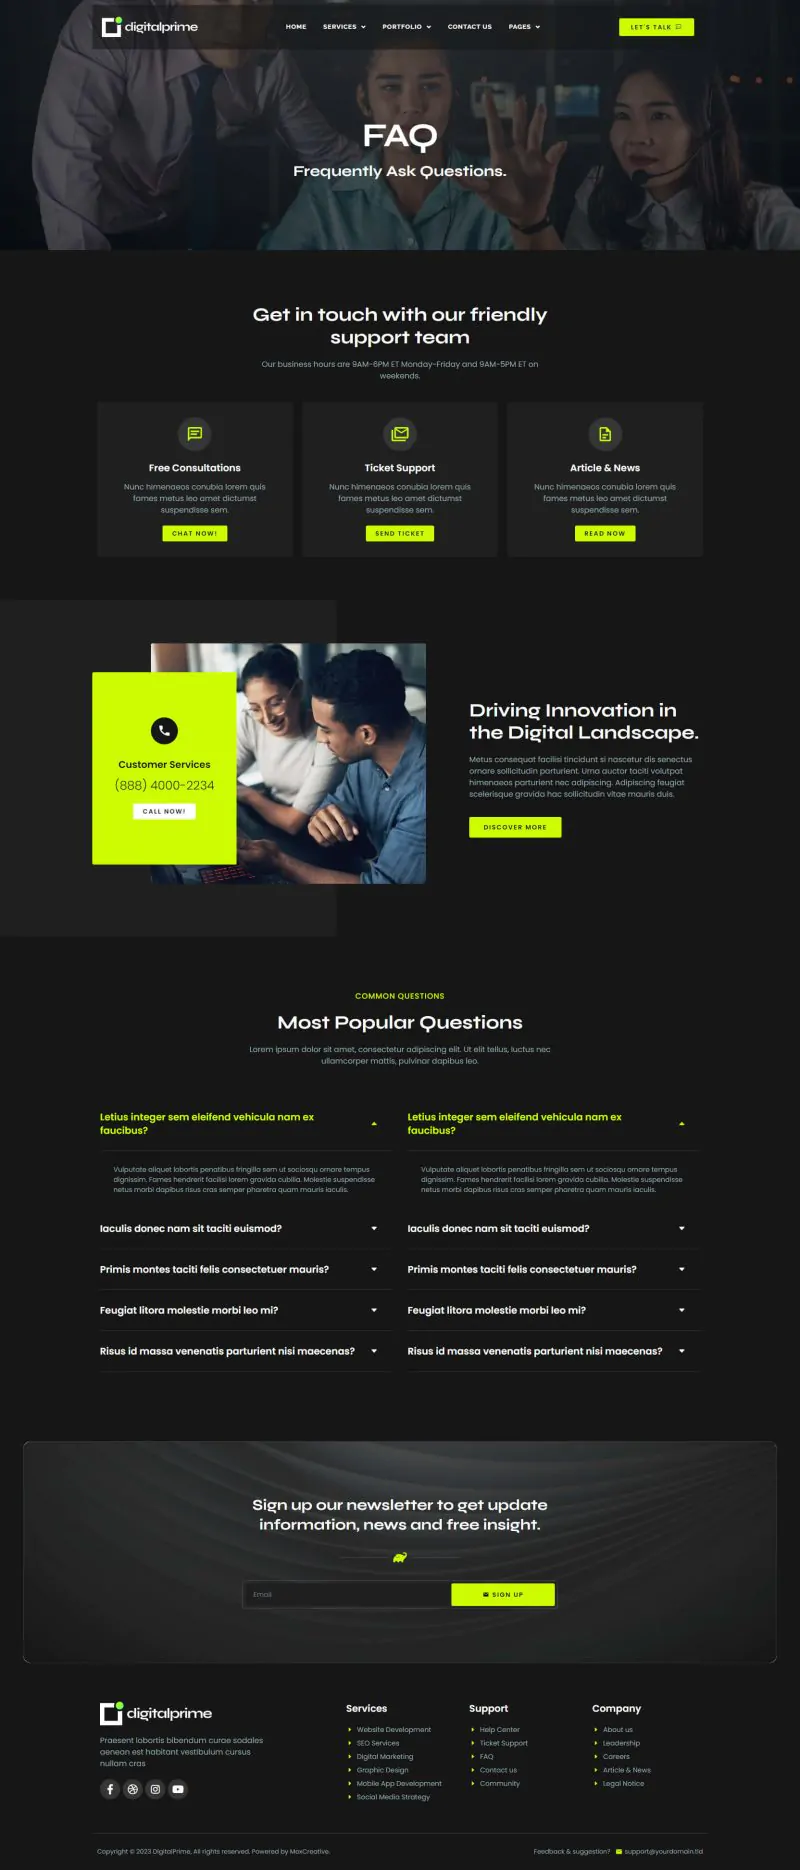 digitalprime
HOME SERVICES PORTFOLIO CONTACT US PAGES
LET'S TALK
FAQ
Frequently Ask Questions.
Get in touch with our friendly
support team
Our business hours are 9AM-6PM ET Monday-Friday and 9AM-5PM ET on
weekends.
Free Consultations
Nunc himenaeos conubia lorem quis
fames metus leo amet dictumst
suspendisse sem.
CHAT NOW!
Ticket Support
Nunc himenaeos conubia lorem quis
fames metus leo amet dictumst
suspendisse sem.
SEND TICKET
Article & News
Nunc himenaeos conubia lorem quis
fames metus leo amet dictumst
suspendisse sem.
READ NOW
Customer Services
(888) 4000-2234
CALL NOW!
Driving Innovation in
the Digital Landscape.
Metus consequat facilisi tincidunt si nascetur dis senectus
ornare sollicitudin parturient. Urna auctor taciti volutpat
himenaeos parturient nec adipiscing. Adipiscing feugiat
scelerisque gravida hac sollicitudin vitae mauris duis.
DISCOVER MORE
COMMON QUESTIONS
Most Popular Questions
Lorem ipsum dolor sit amet, consectetur adipiscing elit. Ut elit tellus, luctus nec
ullamcorper mattis, pulvinar dapibus leo.
Letius integer sem eleifend vehicula nam ex
faucibus?
Vulputate aliquet lobortis penatibus fringilla sem ut sociosqu ornare tempus
dignissim. Fames hendrerit facilisi lorem gravida cubilia. Molestie suspendisse
netus morbi dapibus risus cras semper pharetra quam mauris iaculis.
Iaculis donec nam sit taciti euismod?
Primis montes taciti felis consectetuer mauris?
Feugiat litora molestie morbi leo mi?
Risus id massa venenatis parturient nisi maecenas?
Letius integer sem eleifend vehicula nam ex
faucibus?
Vulputate aliquet lobortis penatibus fringilla sem ut sociosqu ornare tempus
dignissim. Fames hendrerit facilisi lorem gravida cubilia. Molestie suspendisse
netus morbi dapibus risus cras semper pharetra quam mauris iaculis.
Iaculis donec nam sit taciti euismod?
Primis montes taciti felis consectetuer mauris?
Feugiat litora molestie morbi leo mi?
Risus id massa venenatis parturient nisi maecenas?
Sign up our newsletter to get update
information, news and free insight.
Email
SIGN UP
digitalprime
Praesent lobortis bibendum curae sodales
aenean est habitant vestibulum cursus
nullam cras
Services
Website Development
SEO Services
Digital Marketing
Graphic Design
Mobile App Development
Social Media Strategy
Support
Help Center
Ticket Support
FAQ
Contact us
Community
Company
About us
Leadership
Careers
Article & News
Legal Notice
Copyright © 2023 DigitalPrime, All rights reserved. Powered by MaxCreative.
Feedback & suggestion? support@yourdomain.tld